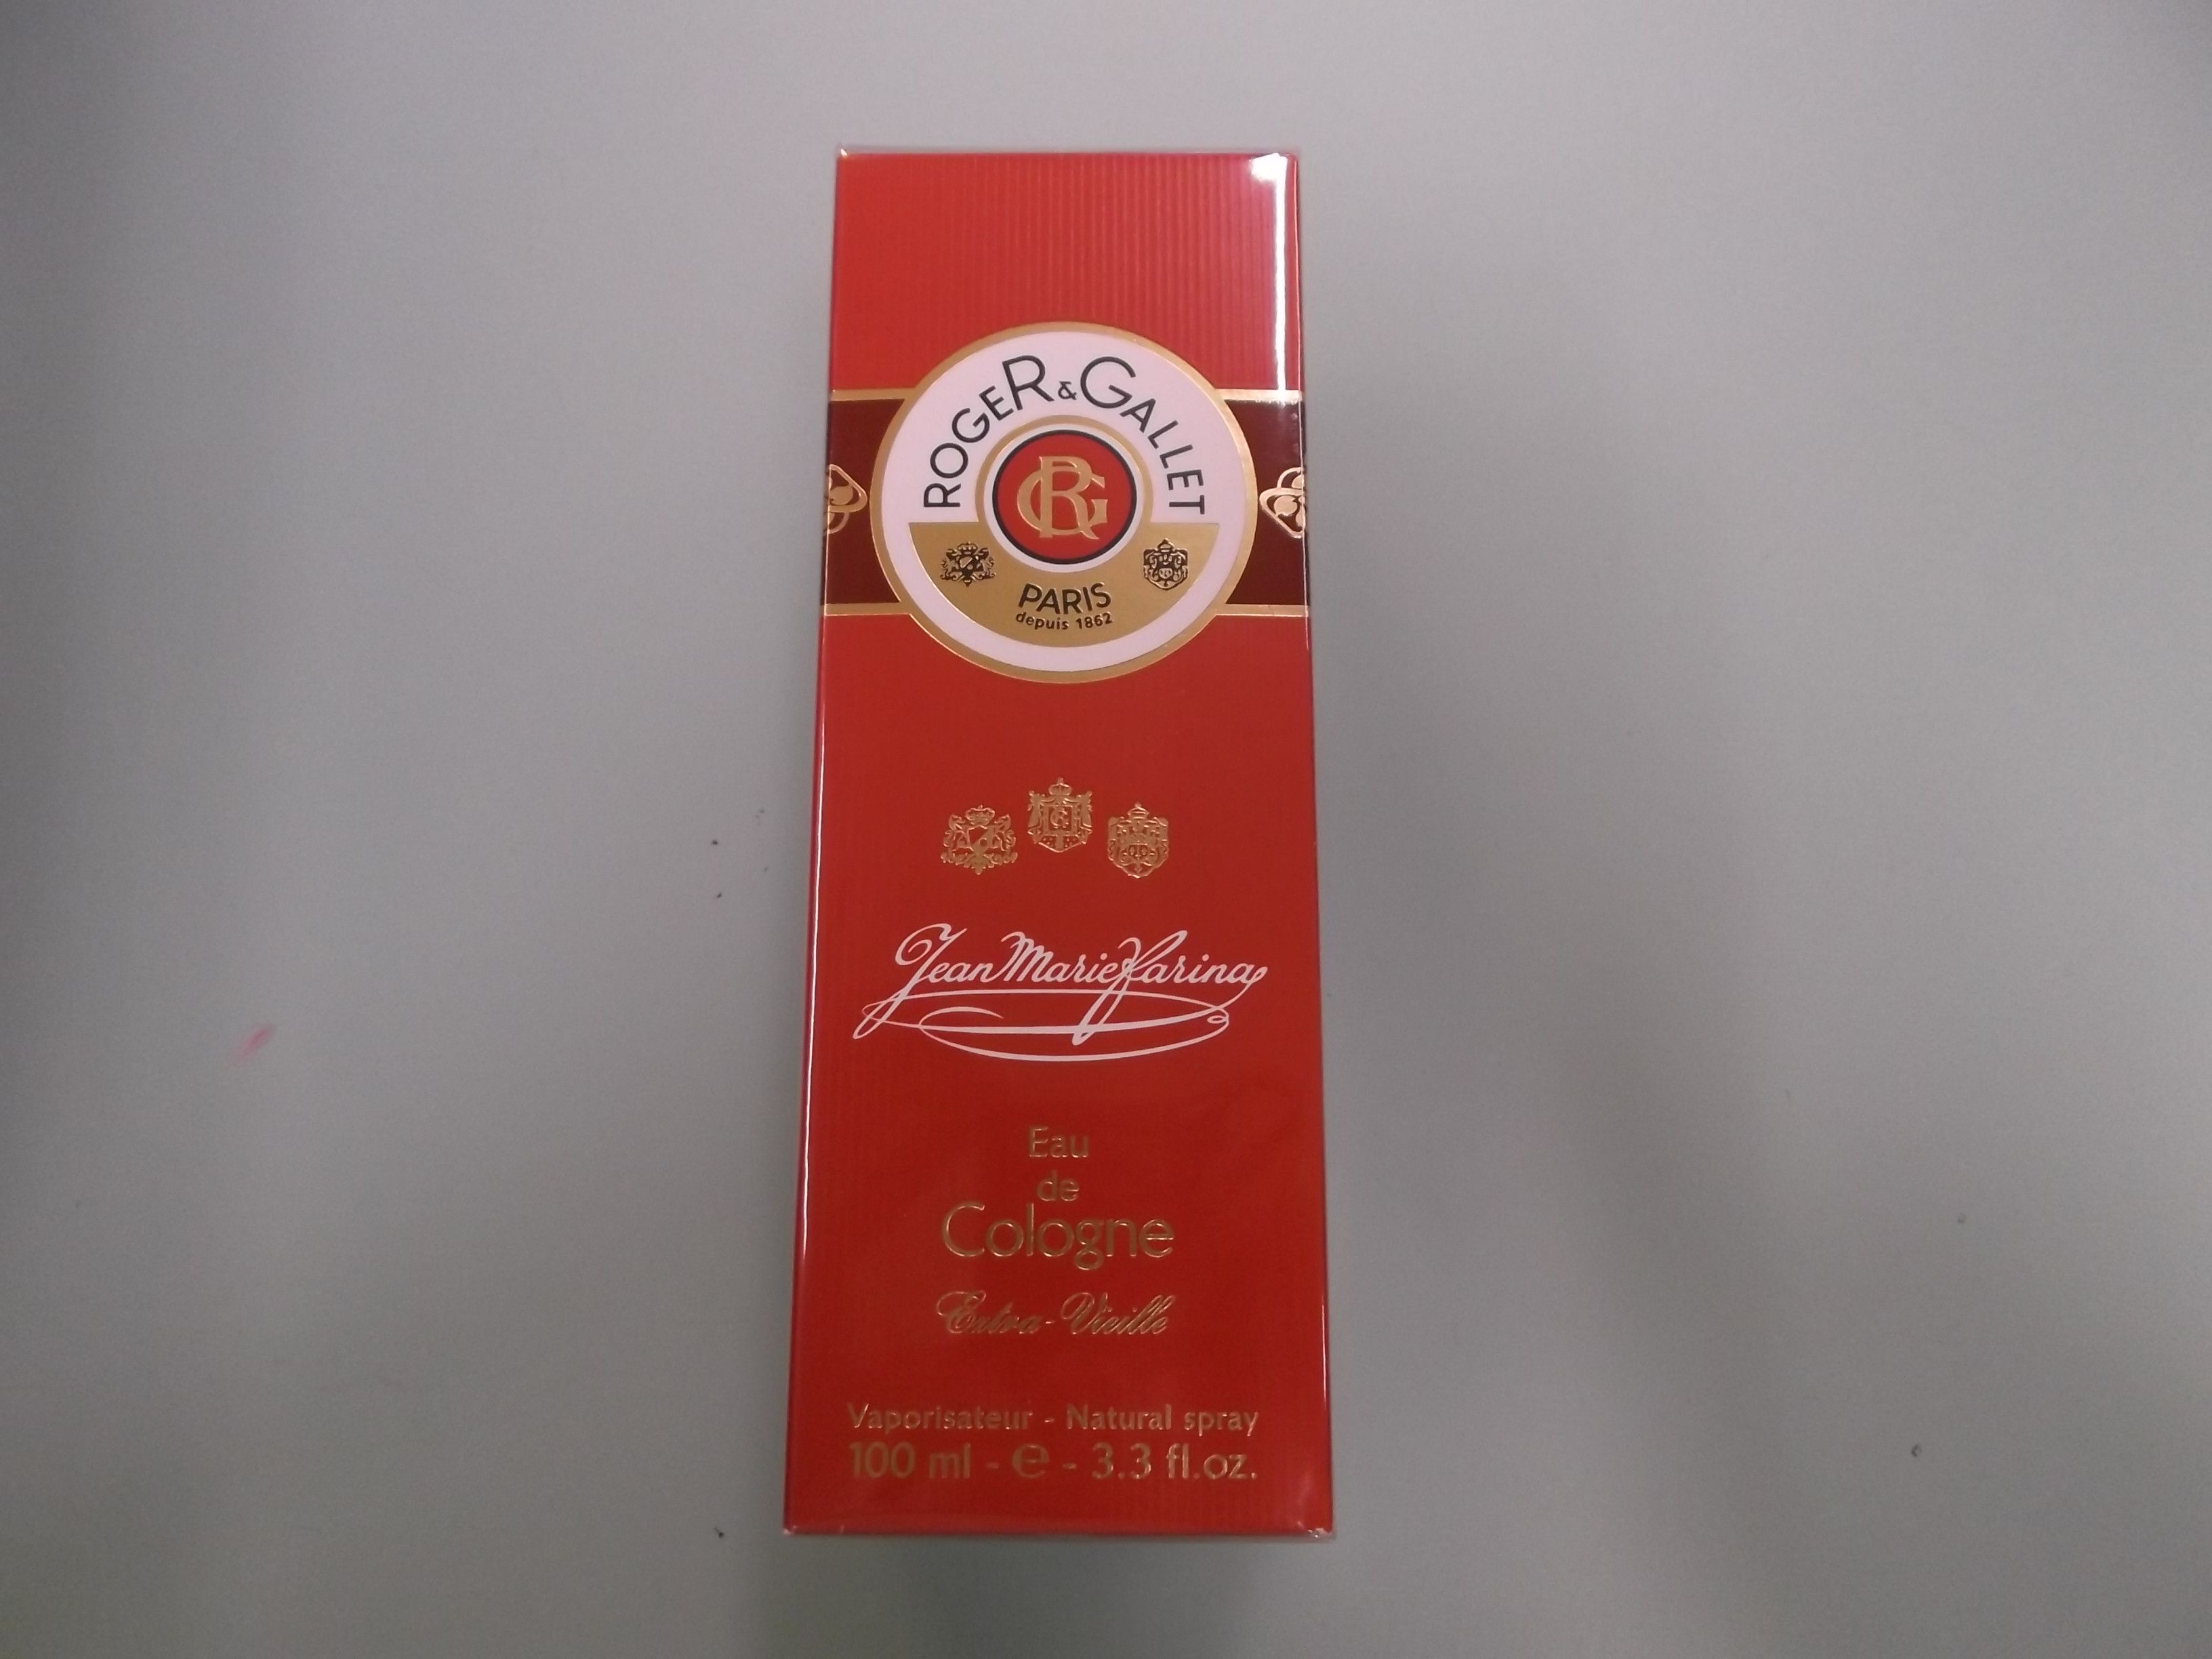 ROGER & GALLET
RG
PARIS
depuis 1862
Jean Marie Farina
Eau
de
Cologne
Extra-Vieille
Vaporisateur - Natural spray
100 ml - ℮ - 3.3 fl.oz.